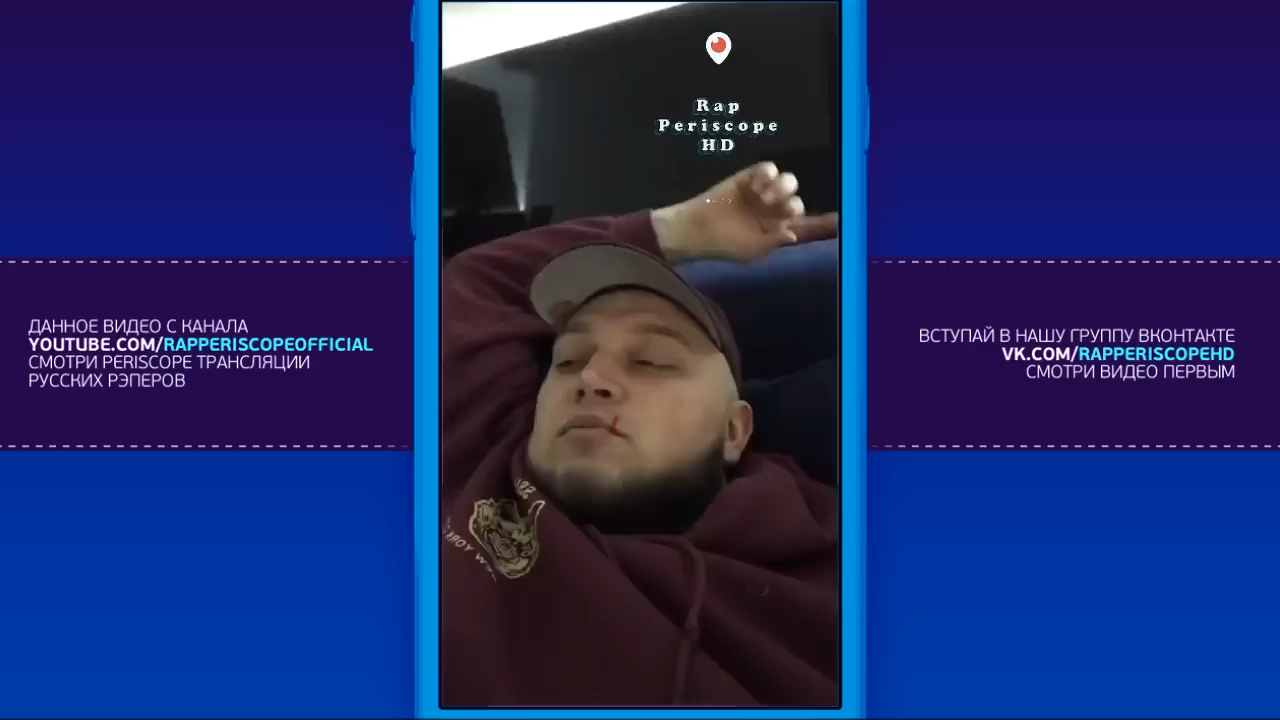 Rap
Periscope
HD
ДАННОЕ ВИДЕО С КАНАЛА
YOUTUBE.COM/RAPPERISCOPEOFFICIAL
СМОТРИ PERISCOPE ТРАНСЛЯЦИИ
РУССКИХ РЭПЕРОВ
ВСТУПАЙ В НАШУ ГРУППУ ВКОНТАКТЕ
VK.COM/RAPPERISCOPEHD
СМОТРИ ВИДЕО ПЕРВЫМ